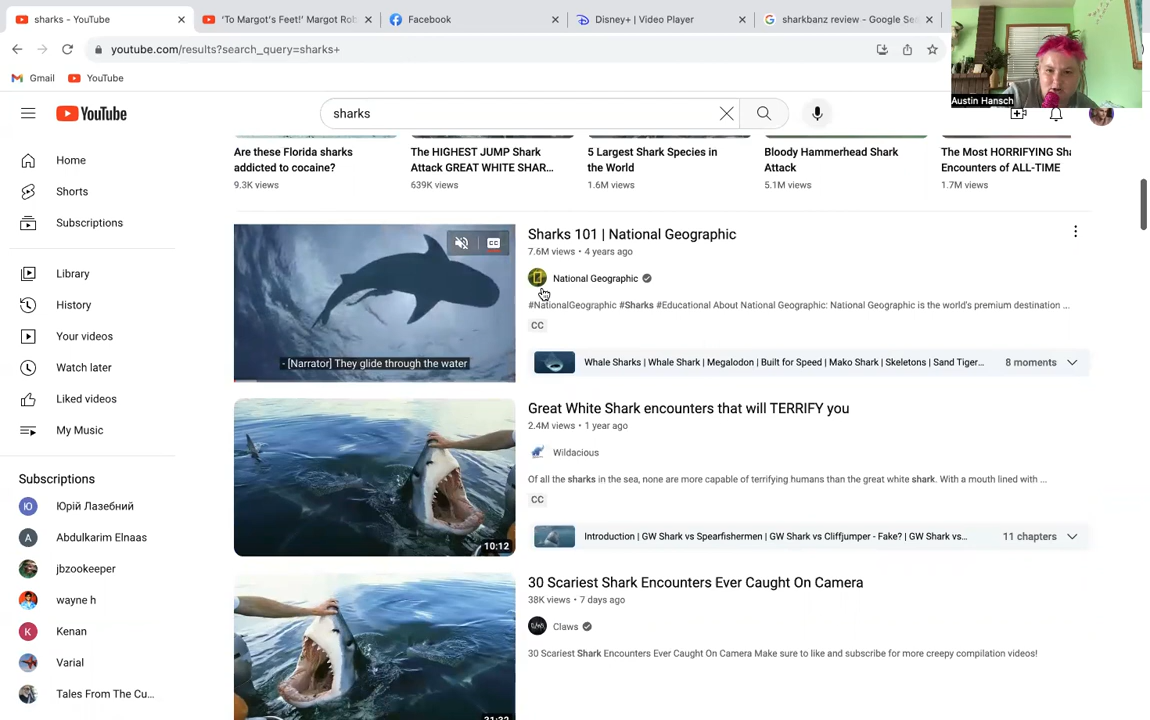 sharks - YouTube
'To Margot's Feet!' Margot Rob
Facebook
Disney+ | Video Player
sharkbanz review - Google Sea
youtube.com/results?search_query=sharks+
Gmail
YouTube
Austin Hansch
YouTube
sharks
Home
Shorts
Subscriptions
Library
History
Your videos
Watch later
Liked videos
My Music
Subscriptions
Ю
Юрій Лазебний
A
Abdulkarim Elnaas
jbzookeeper
wayne h
K
Kenan
Varial
Tales From The Cu...
Are these Florida sharks
addicted to cocaine?
9.3K views
The HIGHEST JUMP Shark
Attack GREAT WHITE SHAR...
639K views
5 Largest Shark Species in
the World
1.6M views
Bloody Hammerhead Shark
Attack
5.1M views
The Most HORRIFYING Sha
Encounters of ALL-TIME
1.7M views
CC
- [Narrator] They glide through the water
Sharks 101 | National Geographic
7.6M views • 4 years ago
National Geographic
#NationalGeographic #Sharks #Educational About National Geographic: National Geographic is the world's premium destination ...
CC
Whale Sharks | Whale Shark | Megalodon | Built for Speed | Mako Shark | Skeletons | Sand Tiger...
8 moments
10:12
Great White Shark encounters that will TERRIFY you
2.4M views • 1 year ago
Wildacious
Of all the sharks in the sea, none are more capable of terrifying humans than the great white shark. With a mouth lined with ...
CC
Introduction | GW Shark vs Spearfishermen | GW Shark vs Cliffjumper - Fake? | GW Shark vs...
11 chapters
30 Scariest Shark Encounters Ever Caught On Camera
38K views • 7 days ago
Claws
30 Scariest Shark Encounters Ever Caught On Camera Make sure to like and subscribe for more creepy compilation videos!